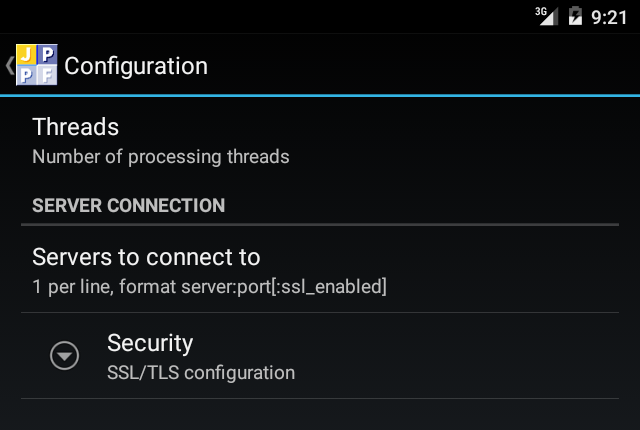 3G 9:21
J P
P F
Configuration
Threads
Number of processing threads
SERVER CONNECTION
Servers to connect to
1 per line, format server:port[:ssl_enabled]
Security
SSL/TLS configuration